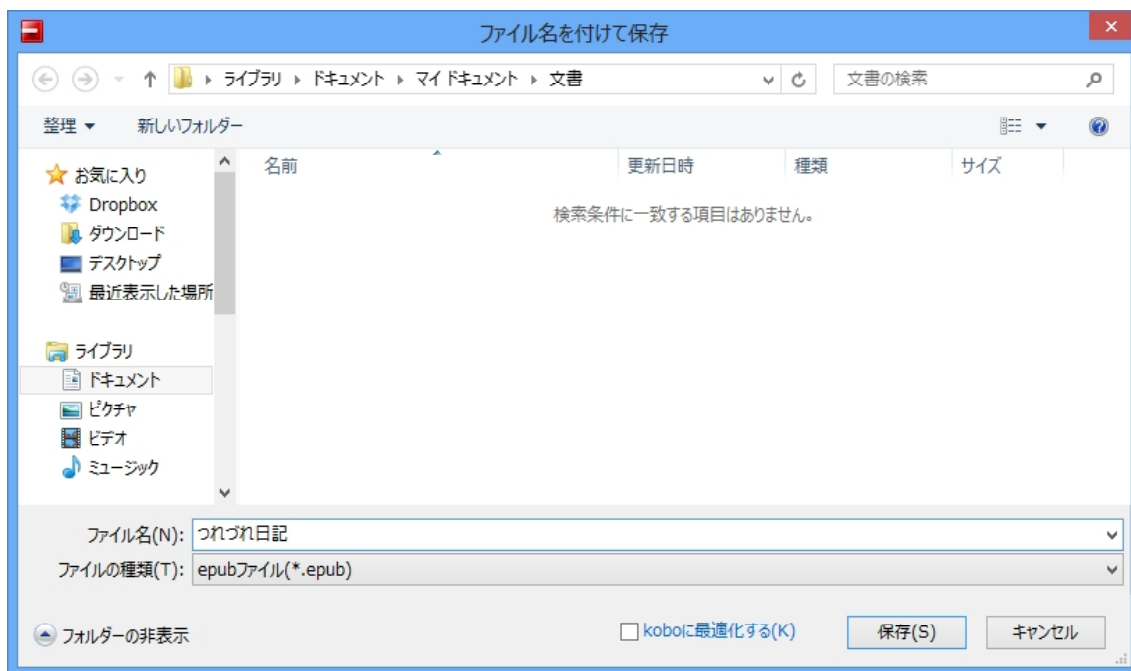 ファイル名を付けて保存
ライブラリ ドキュメント マイ ドキュメント 文書 文書の検索
整理 新しいフォルダー
名前 更新日時 種類 サイズ
検索条件に一致する項目はありません。
お気に入り
Dropbox
ダウンロード
デスクトップ
最近表示した場所
ライブラリ
ドキュメント
ピクチャ
ビデオ
ミュージック
ファイル名(N): つれづれ日記
ファイルの種類(T): epubファイル(*.epub)
フォルダーの非表示 koboに最適化する(K) 保存(S) キャンセル